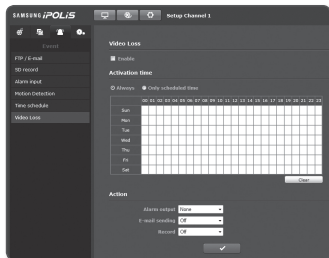 SAMSUNG iPOLiS
Setup Channel 1
Event
FTP / E-mail
SD record
Alarm input
Motion Detection
Time schedule
Video Loss
Video Loss
Enable
Activation time
Always Only scheduled time
00 01 02 03 04 05 06 07 08 09 10 11 12 13 14 15 16 17 18 19 20 21 22 23
Sun
Mon
Tue
Wed
Thu
Fri
Sat
Clear
Action
Alarm output None
E-mail sending Off
Record Off